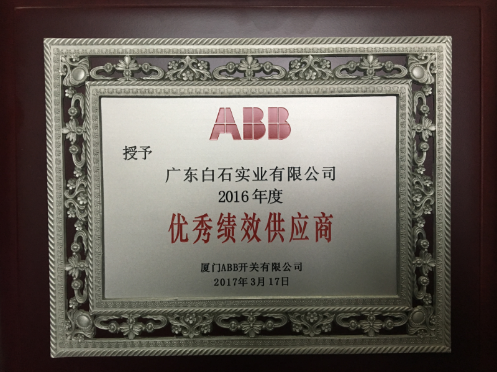 ABB
授予
广东白石实业有限公司
2016年度
优秀绩效供应商
厦门ABB开关有限公司
2017年3月17日